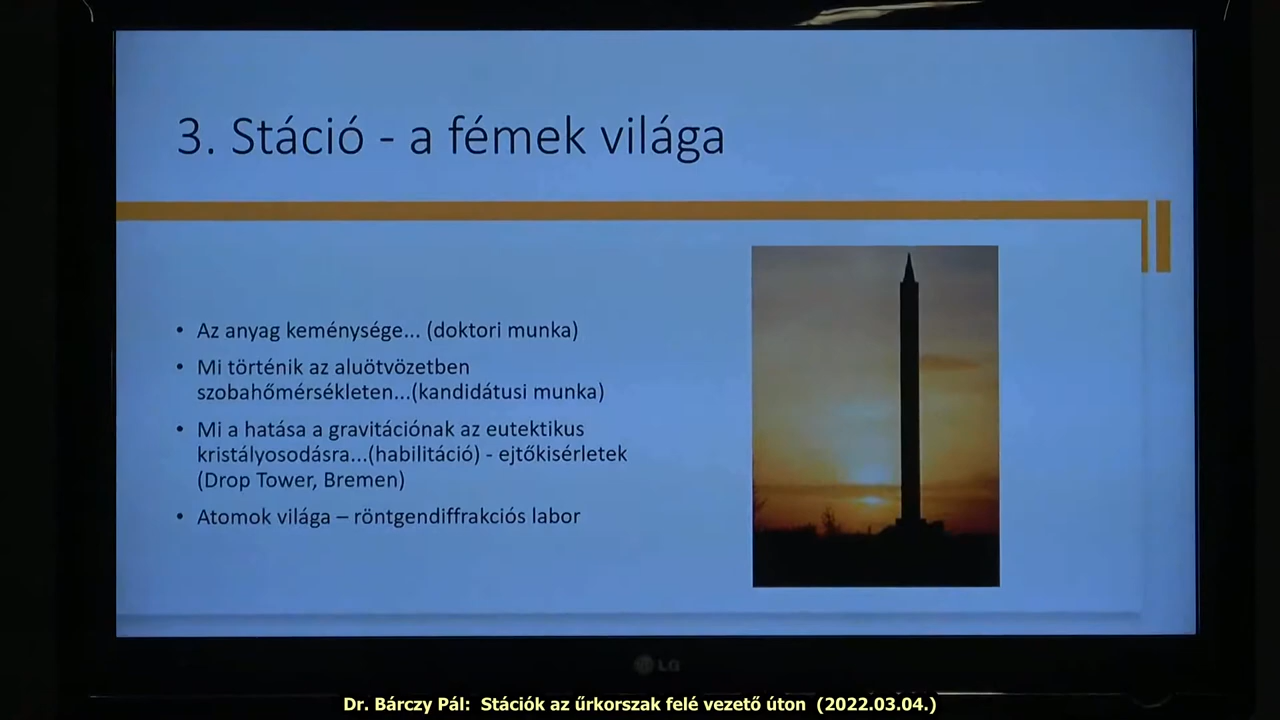 3. Stáció - a fémek világa
• Az anyag keménysége... (doktori munka)
• Mi történik az aluötvözetben
szobahőmérsékleten...(kandidátusi munka)
• Mi a hatása a gravitációnak az eutektikus
kristályosodásra...(habilitáció) - ejtőkisérletek
(Drop Tower, Bremen)
• Atomok világa – röntgendiffrakciós labor
LG
Dr. Bárczy Pál: Stációk az űrkorszak felé vezető úton (2022.03.04.)